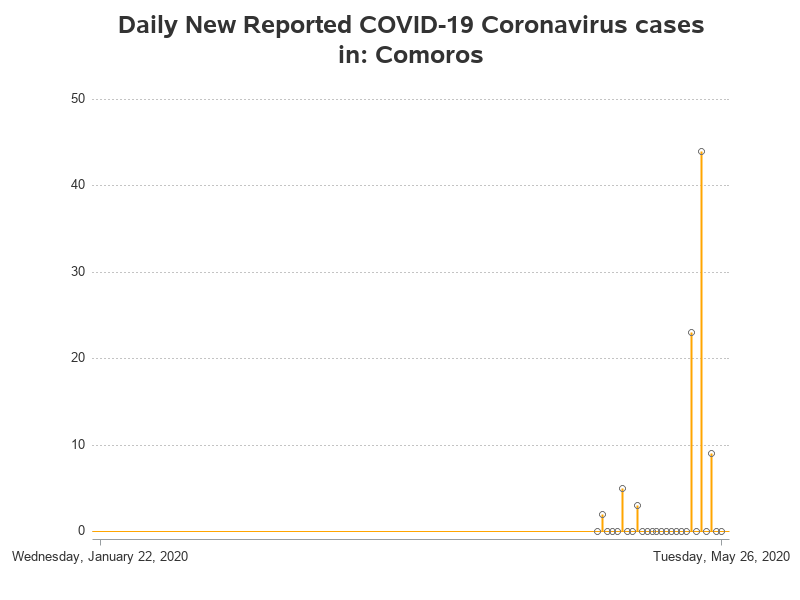 Daily New Reported COVID-19 Coronavirus cases
in: Comoros
50
40
30
20
10
0
Wednesday, January 22, 2020
Tuesday, May 26, 2020